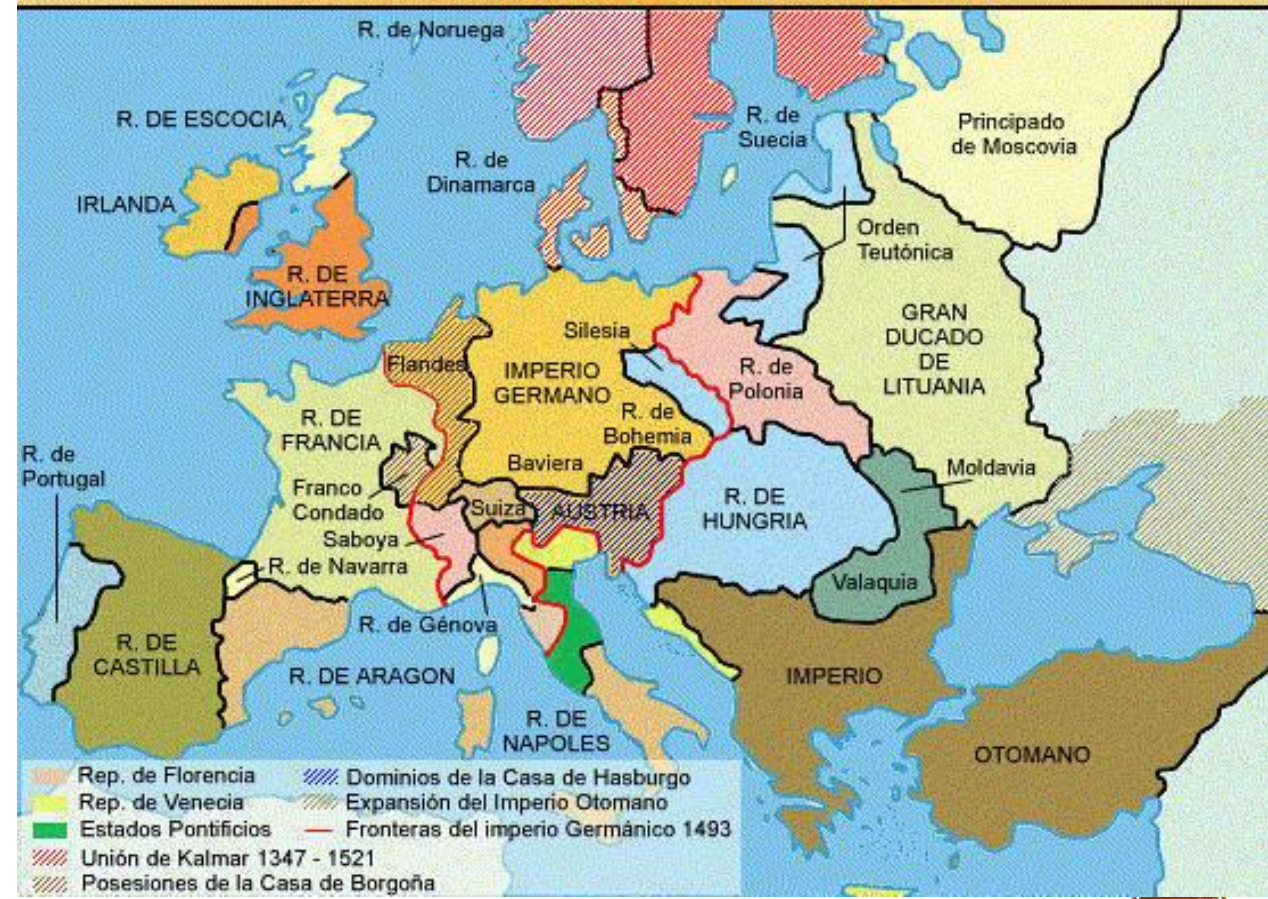 R. de Noruega
R. DE ESCOCIA
R. de
Suecia
Principado
de Moscovia
R. de
Dinamarca
IRLANDA
Orden
Teutónica
R. DE
INGLATERRA
GRAN
DUCADO
DE
LITUANIA
Silesia
Flandes
IMPERIO
GERMANO
R. de
Polonia
R. DE
FRANCIA
R. de
Bohemia
R. de
Portugal
Baviera
Moldavia
Franco
Condado
Suiza
AUSTRIA
R. DE
HUNGRIA
Saboya
R. de Navarra
Valaquia
R. de Génova
R. DE
CASTILLA
R. DE ARAGON
IMPERIO
R. DE
NAPOLES
OTOMANO
Rep. de Florencia
Rep. de Venecia
Estados Pontificios
Unión de Kalmar 1347 - 1521
Posesiones de la Casa de Borgoña
Dominios de la Casa de Hasburgo
Expansión del Imperio Otomano
Fronteras del imperio Germánico 1493